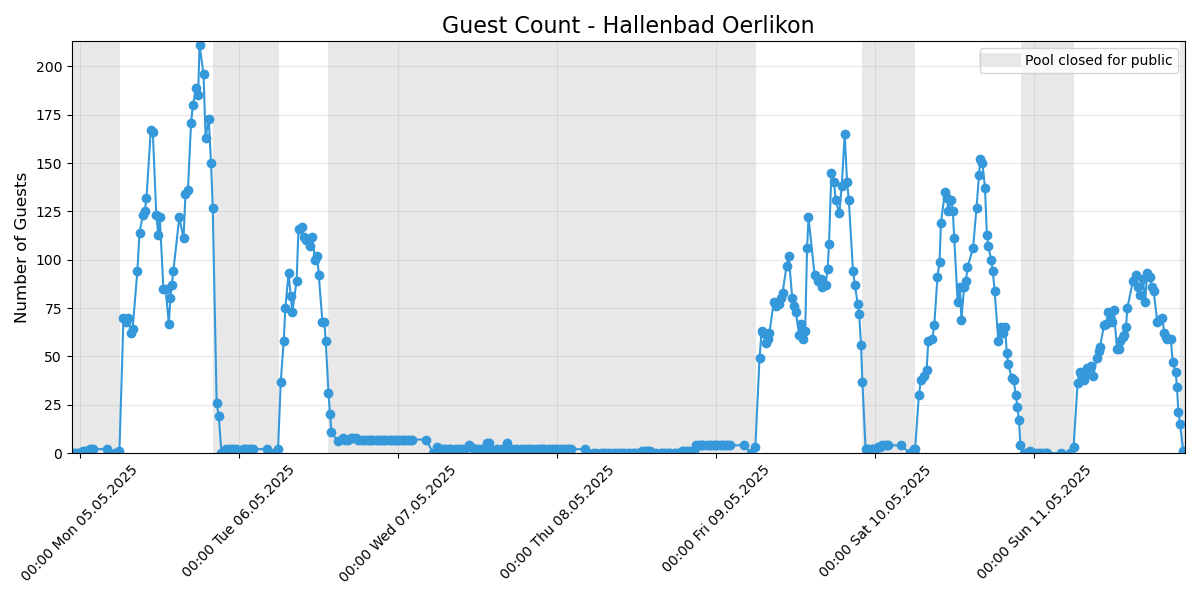 Guest Count - Hallenbad Oerlikon
Pool closed for public
Number of Guests
200
175
150
125
100
75
50
25
0
00:00 Mon 05.05.2025
00:00 Tue 06.05.2025
00:00 Wed 07.05.2025
00:00 Thu 08.05.2025
00:00 Fri 09.05.2025
00:00 Sat 10.05.2025
00:00 Sun 11.05.2025